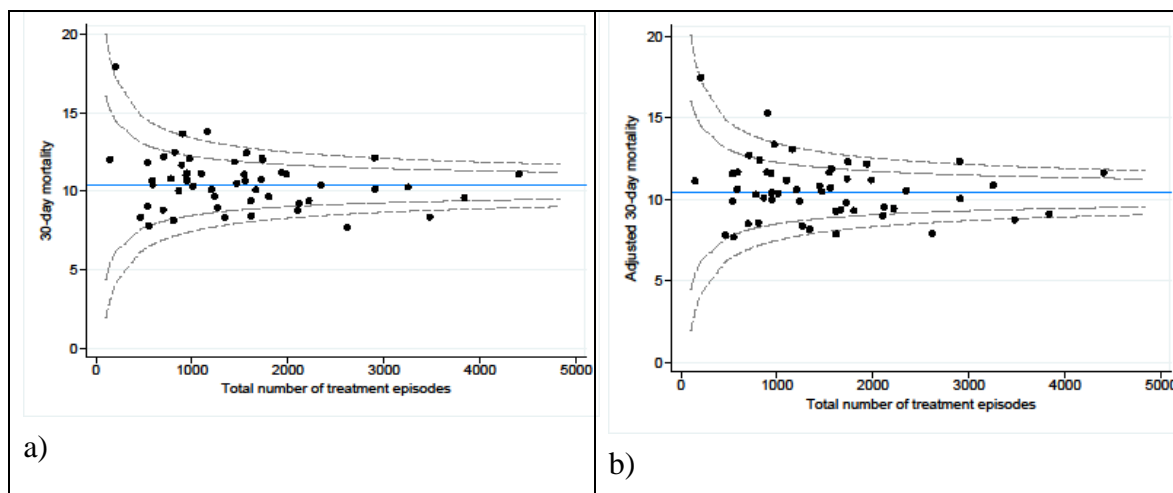 20
15
10
5
0
30-day mortality
0 1000 2000 3000 4000 5000
Total number of treatment episodes
a)
20
15
10
5
0
Adjusted 30-day mortality
0 1000 2000 3000 4000 5000
Total number of treatment episodes
b)